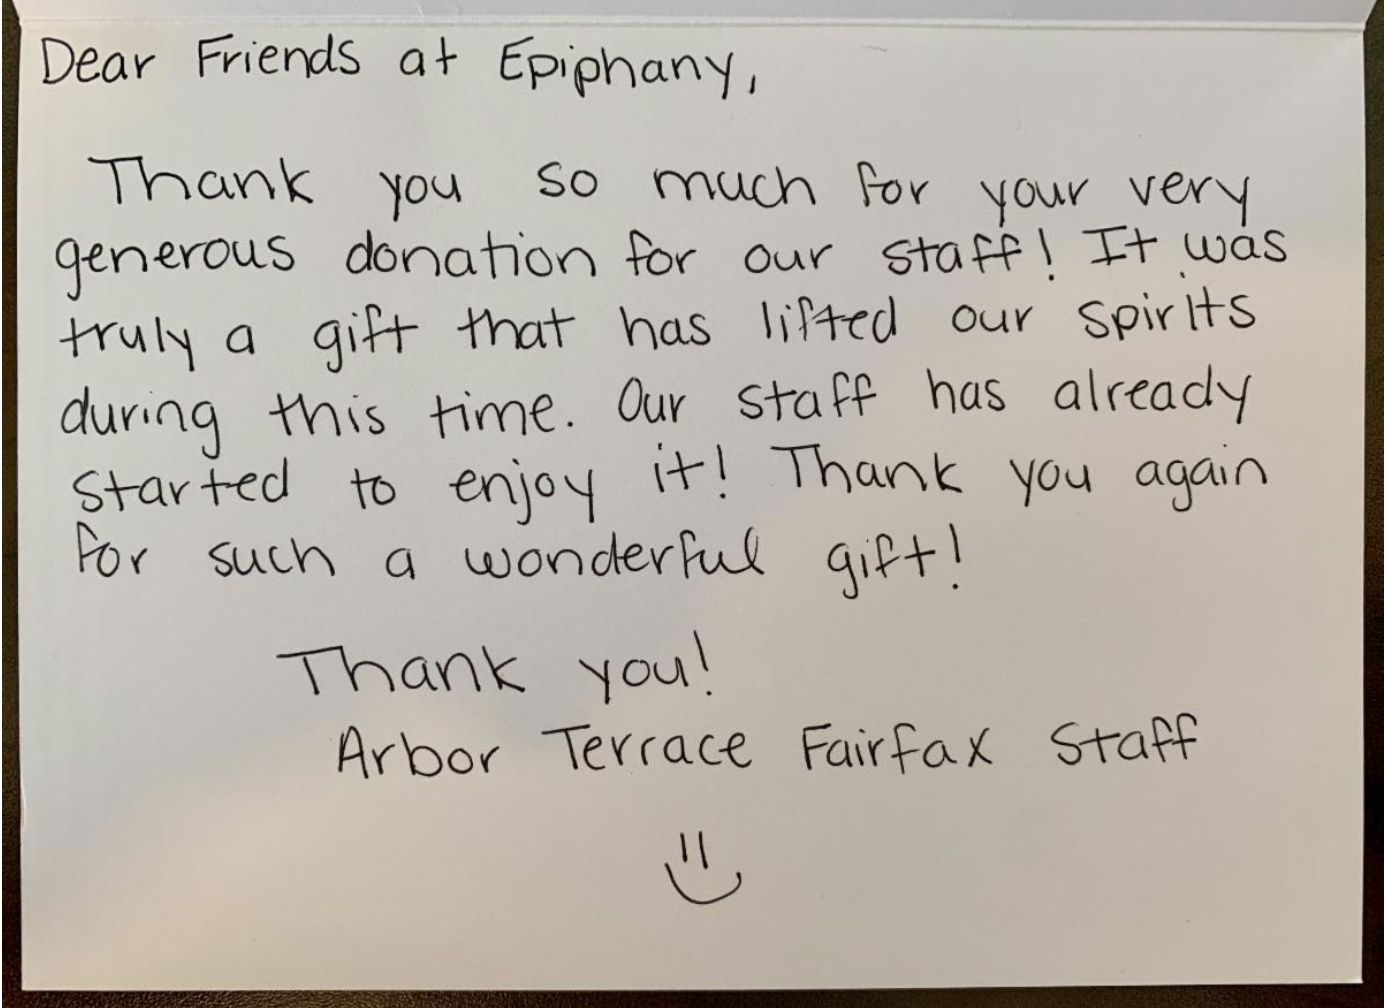 Dear Friends at Epiphany,
Thank you so much for your very
generous donation for our staff! It was
truly a gift that has lifted our spirits
during this time. Our staff has already
started to enjoy it! Thank you again
for such a wonderful gift!
Thank you!
Arbor Terrace Fairfax Staff